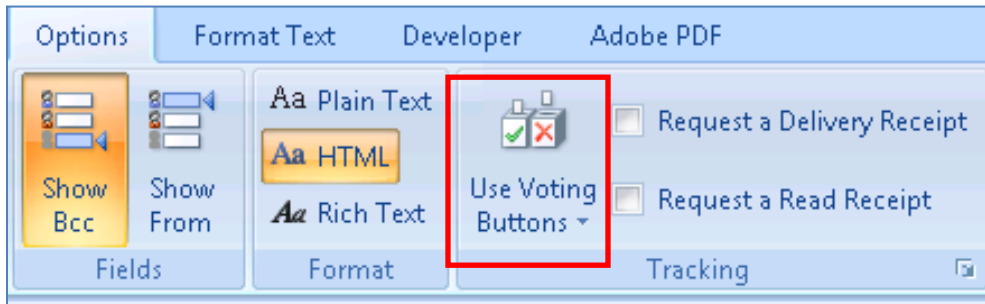 Options Format Text Developer Adobe PDF
Show Bcc
Show From
Aa Plain Text
Aa HTML
Aa Rich Text
Use Voting
Buttons
Request a Delivery Receipt
Request a Read Receipt
Fields Format Tracking